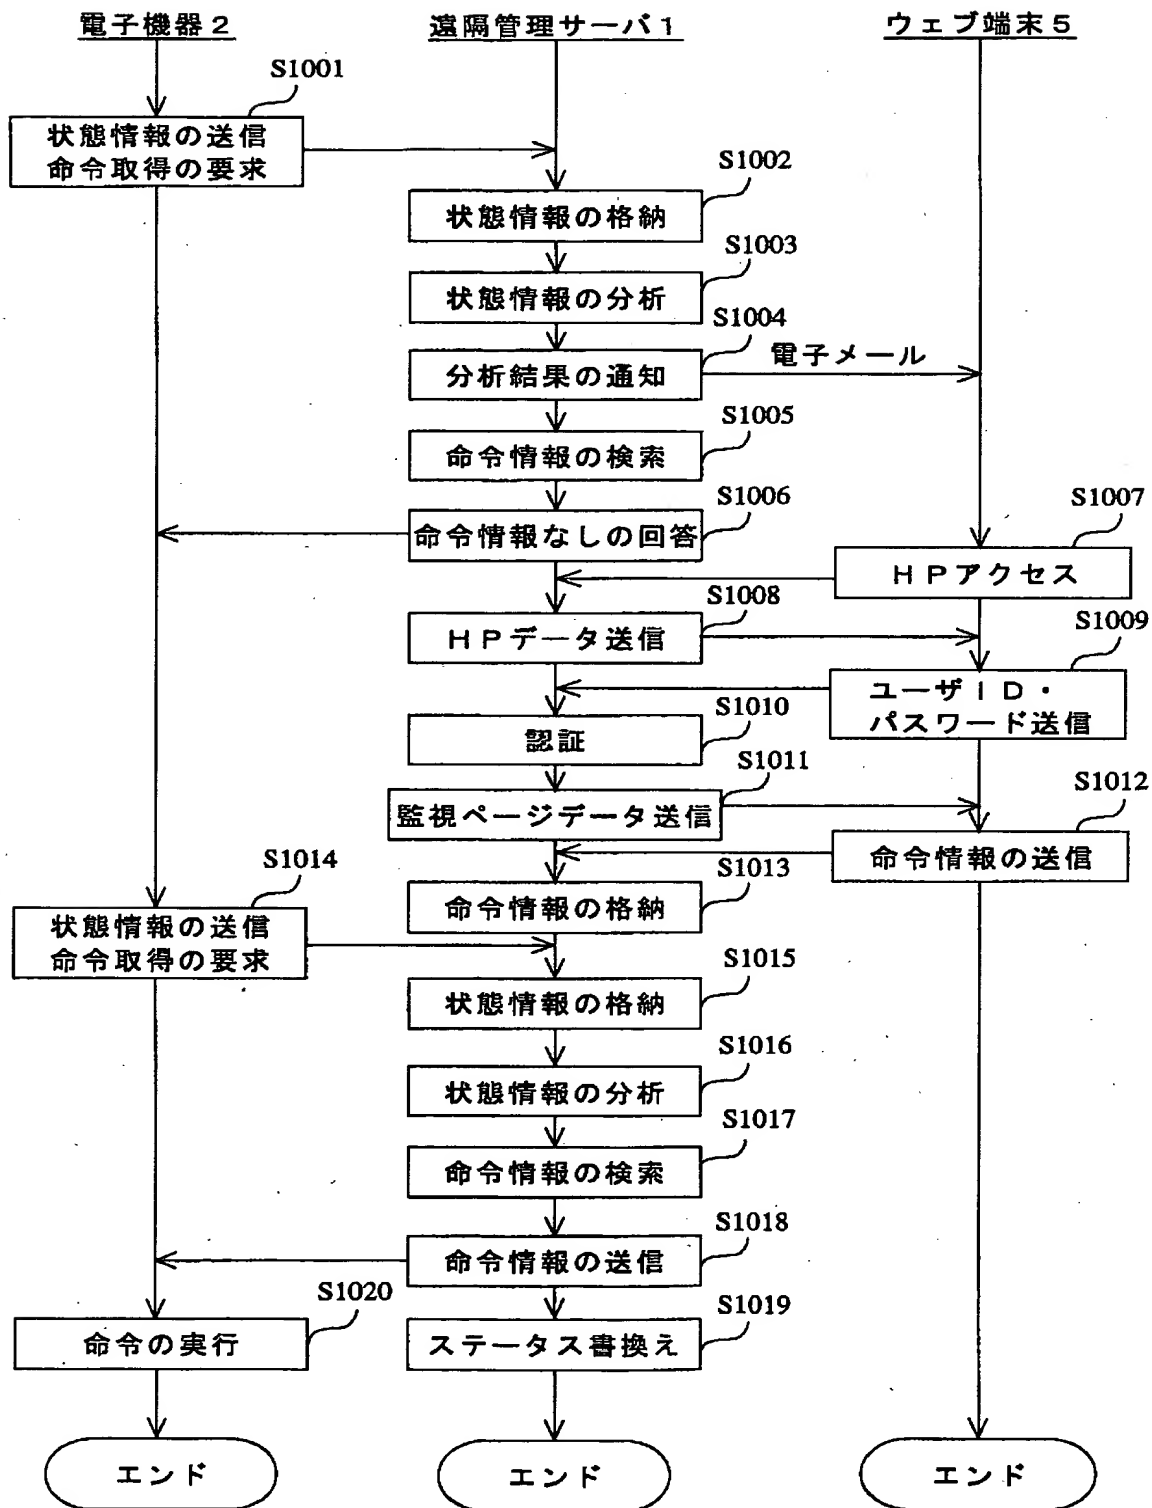 電子機器2
遠隔管理サーバ1
ウェブ端末5
S1001
状態情報の送信
命令取得の要求
S1002
状態情報の格納
S1003
状態情報の分析
S1004
分析結果の通知
電子メール
S1005
命令情報の検索
S1006
命令情報なしの回答
S1007
HPアクセス
S1008
HPデータ送信
S1009
ユーザID・
パスワード送信
S1010
認証
S1011
監視ページデータ送信
S1012
命令情報の送信
S1013
命令情報の格納
S1014
状態情報の送信
命令取得の要求
S1015
状態情報の格納
S1016
状態情報の分析
S1017
命令情報の検索
S1018
命令情報の送信
S1020
命令の実行
S1019
ステータス書換え
エンド
エンド
エンド